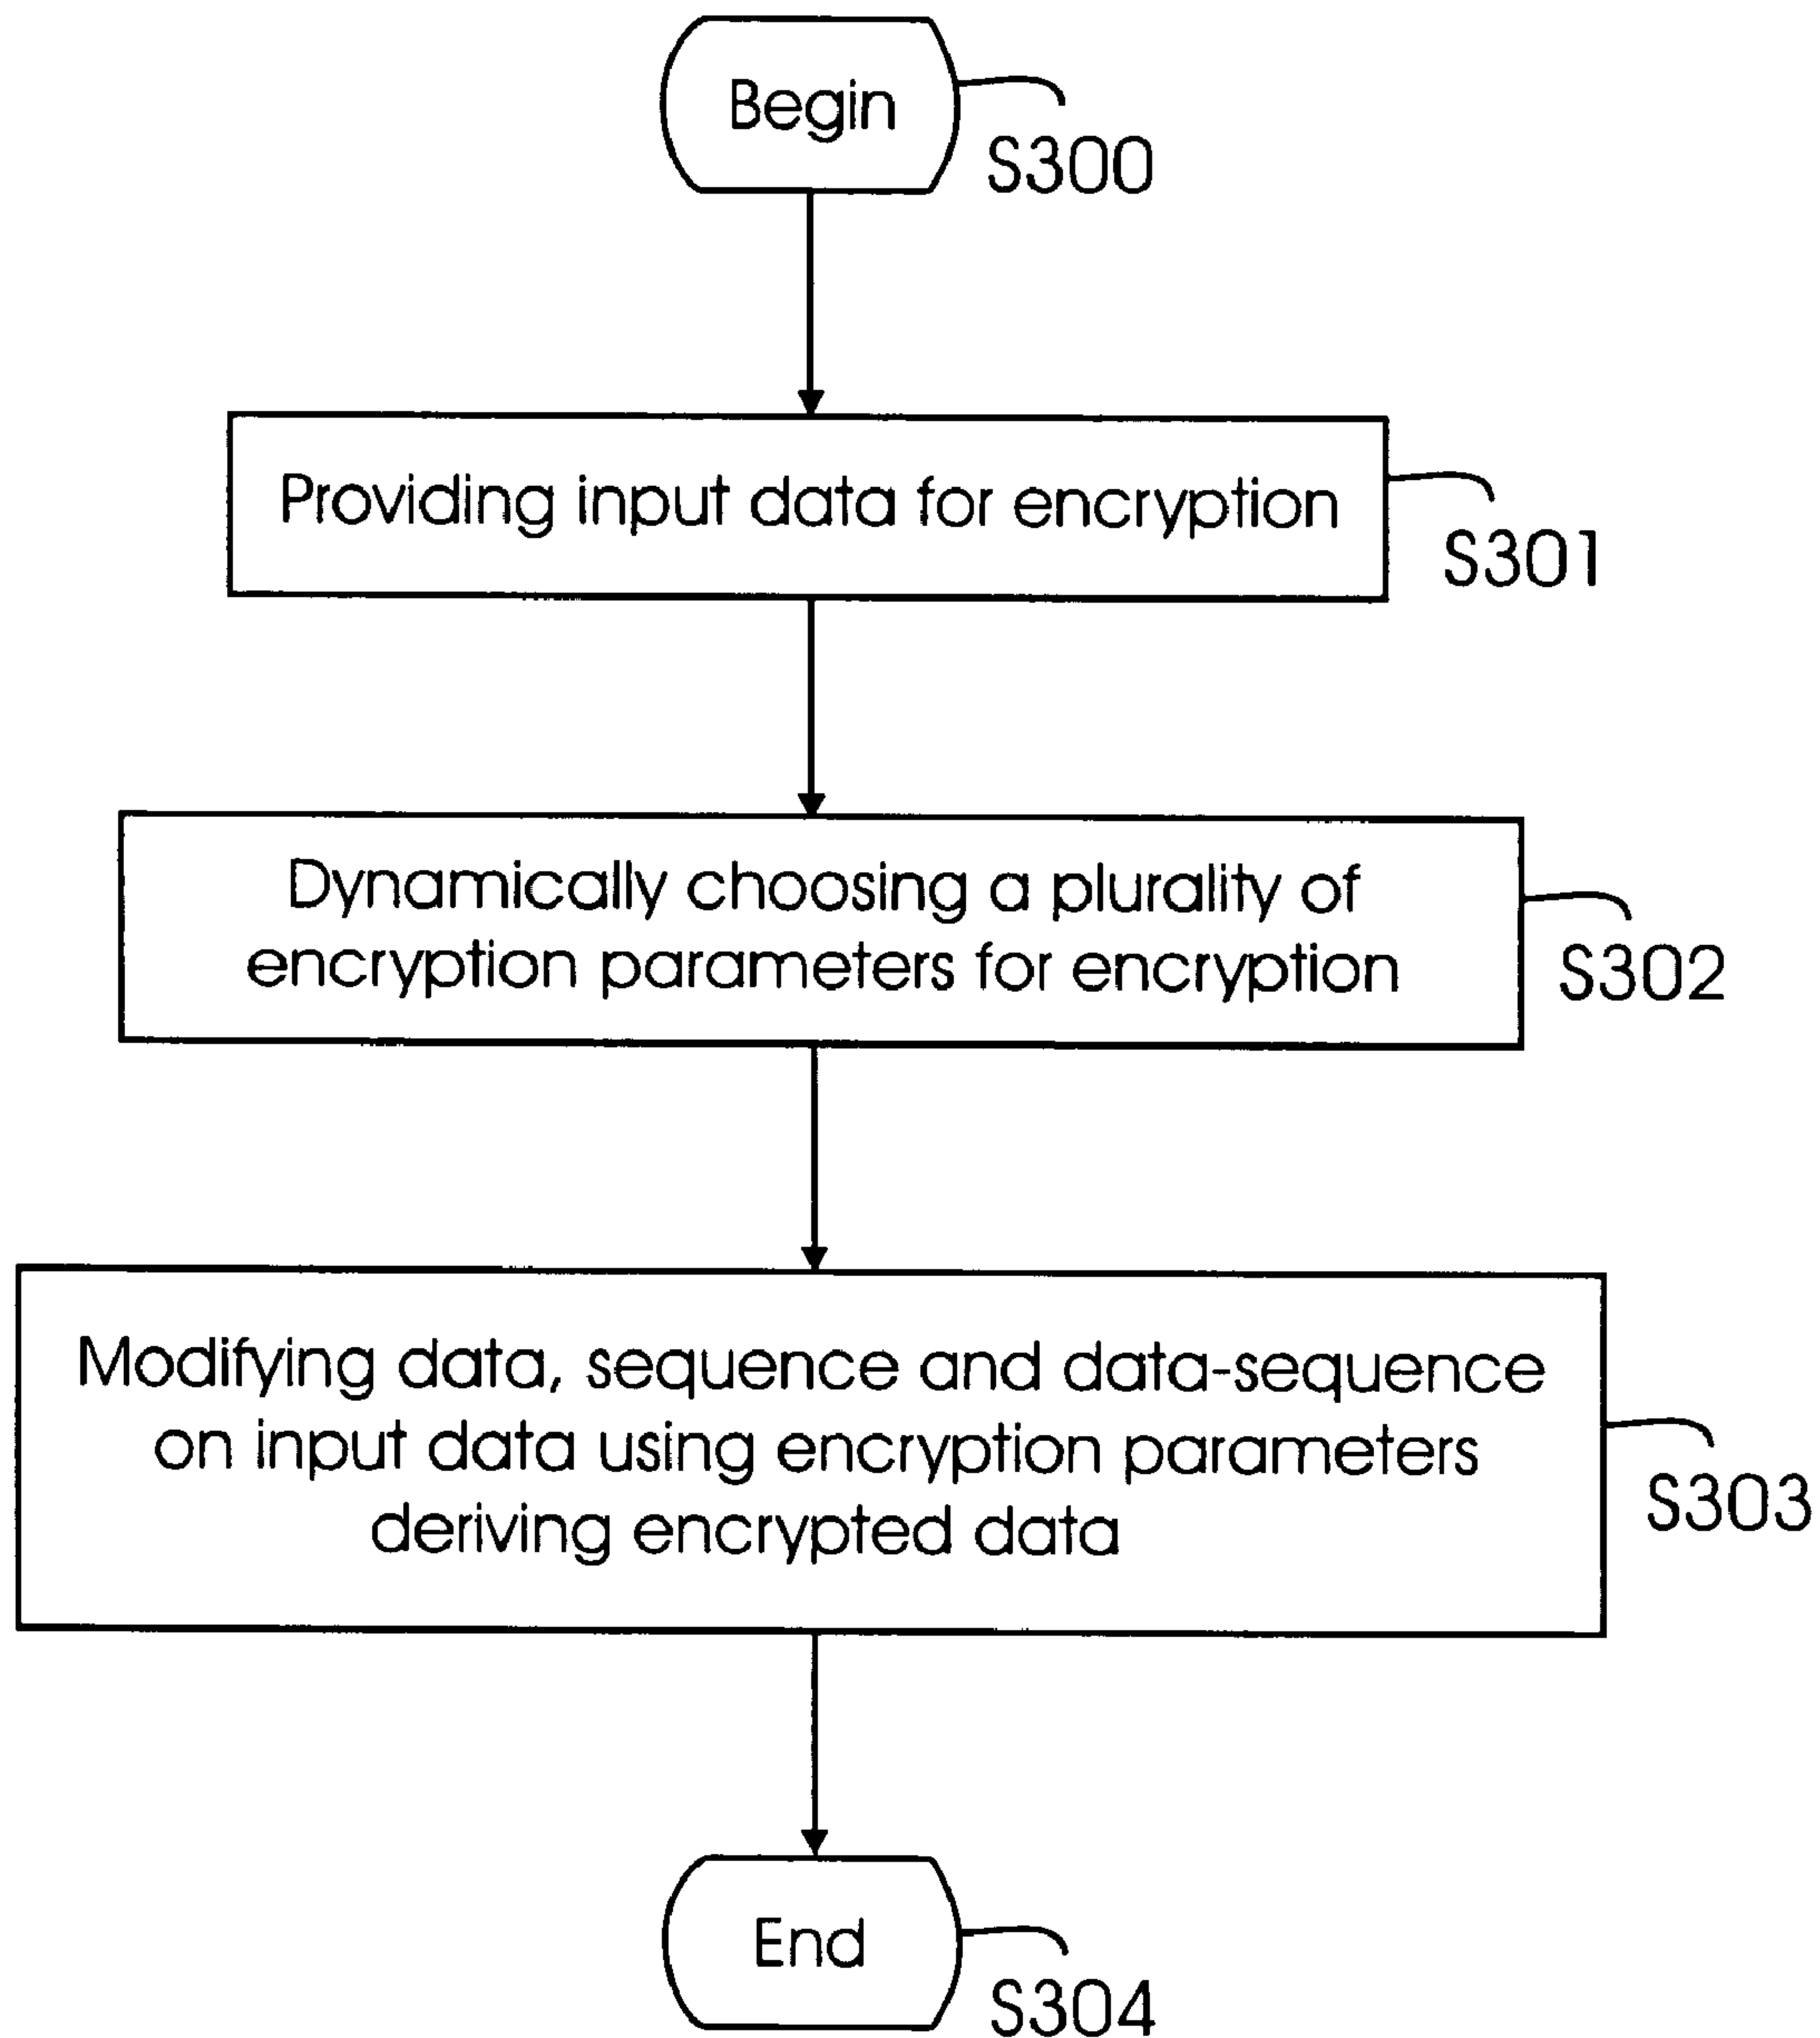 Begin
S300
Providing input data for encryption
S301
Dynamically choosing a plurality of
encryption parameters for encryption
S302
Modifying data, sequence and data-sequence
on input data using encryption parameters
deriving encrypted data
S303
End
S304